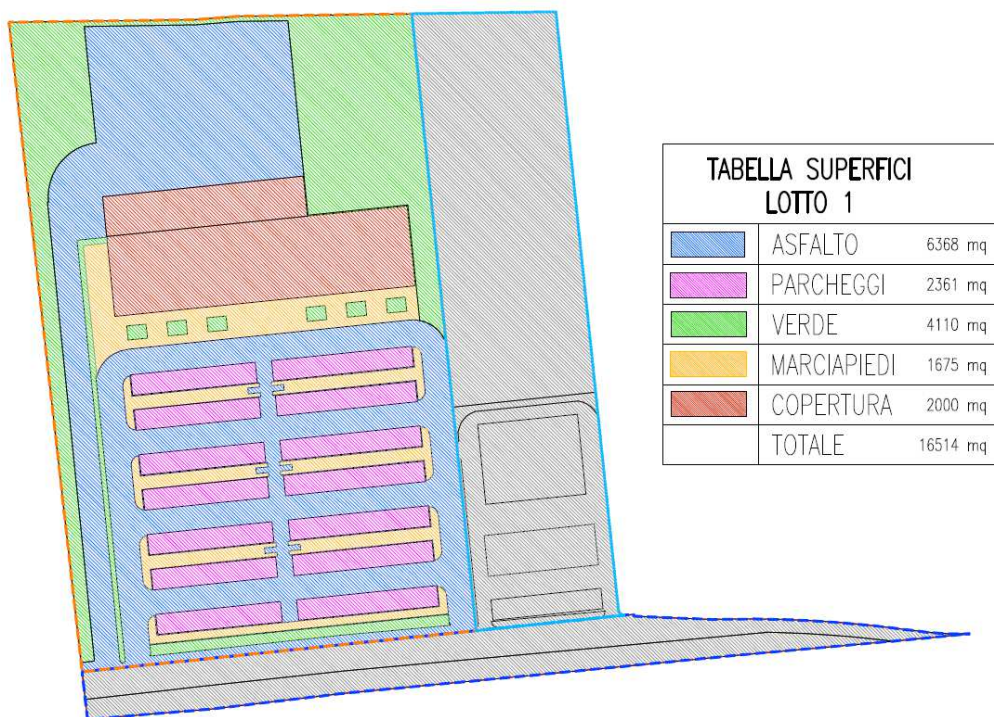 TABELLA SUPERFICI
LOTTO 1
ASFALTO 6368 mq
PARCHEGGI 2361 mq
VERDE 4110 mq
MARCIAPIEDI 1675 mq
COPERTURA 2000 mq
TOTALE 16514 mq